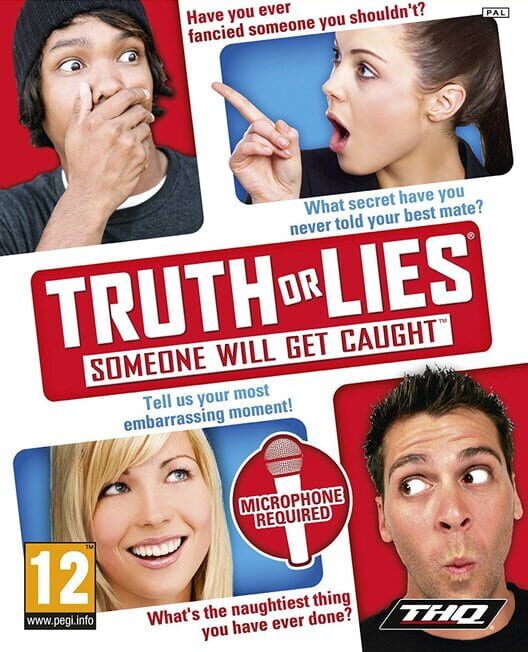 Have you ever
fancied someone you shouldn't?
PAL
What secret have you
never told your best mate?
TRUTH OR LIES®
SOMEONE WILL GET CAUGHT™
Tell us your most
embarrassing moment!
MICROPHONE
REQUIRED
12™
www.pegi.info
What's the naughtiest thing
you have ever done?
THQ®